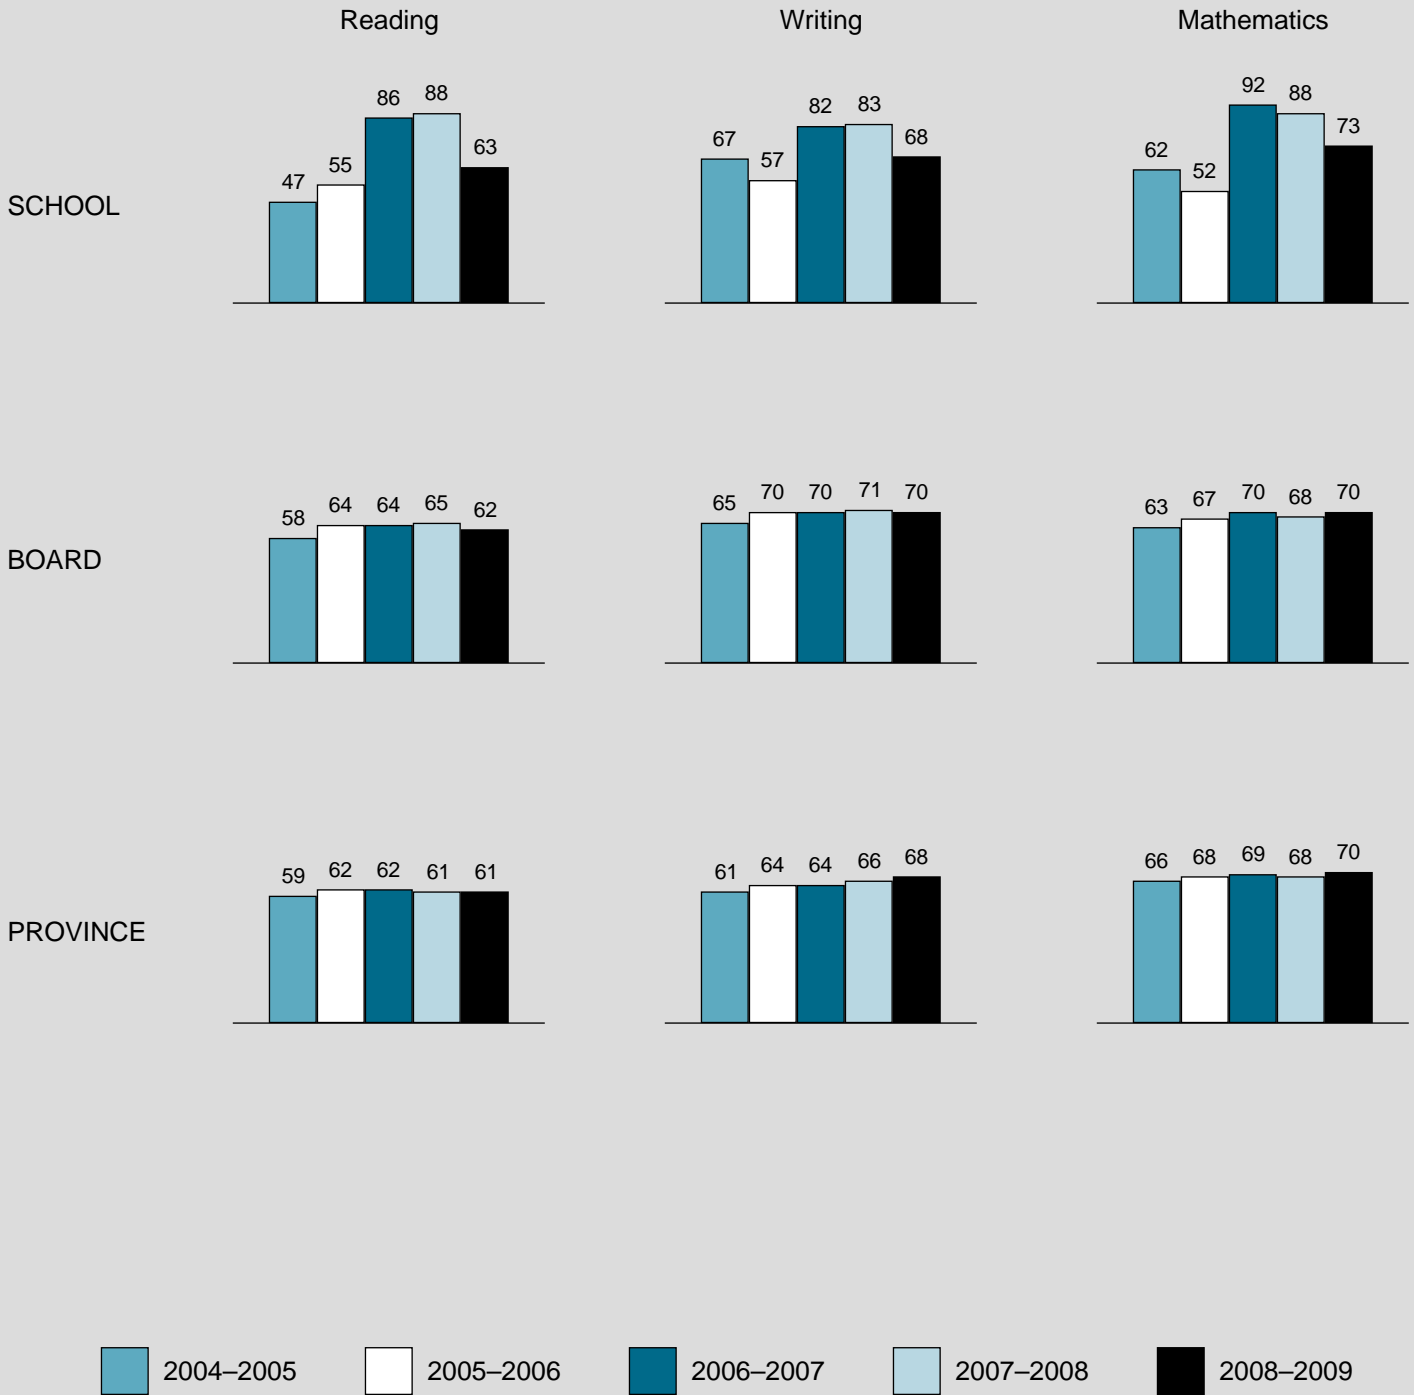 Reading Writing Mathematics
SCHOOL
47 55 86 88 63
67 57 82 83 68
62 52 92 88 73
BOARD
58 64 64 65 62
65 70 70 71 70
63 67 70 68 70
PROVINCE
59 62 62 61 61
61 64 64 66 68
66 68 69 68 70
2004–2005 2005–2006 2006–2007 2007–2008 2008–2009